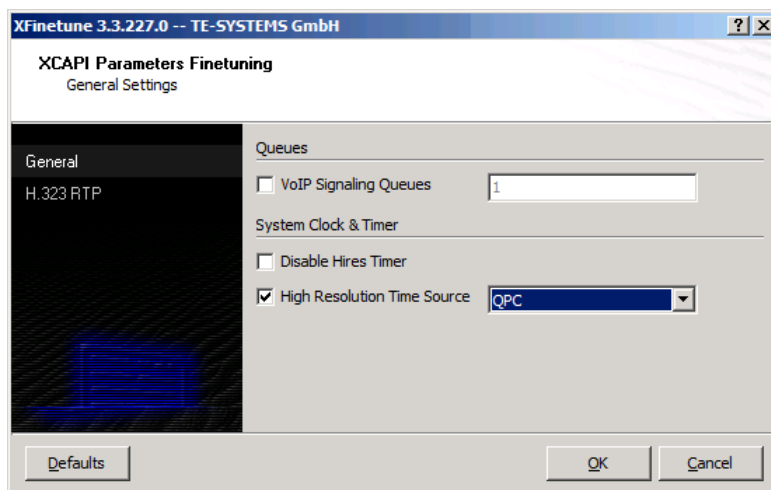 XFinetune 3.3.227.0 -- TE-SYSTEMS GmbH
XCAPI Parameters Finetuning
General Settings
General
H.323 RTP
Queues
VoIP Signaling Queues
1
System Clock & Timer
Disable Hires Timer
High Resolution Time Source
QPC
Defaults
OK
Cancel